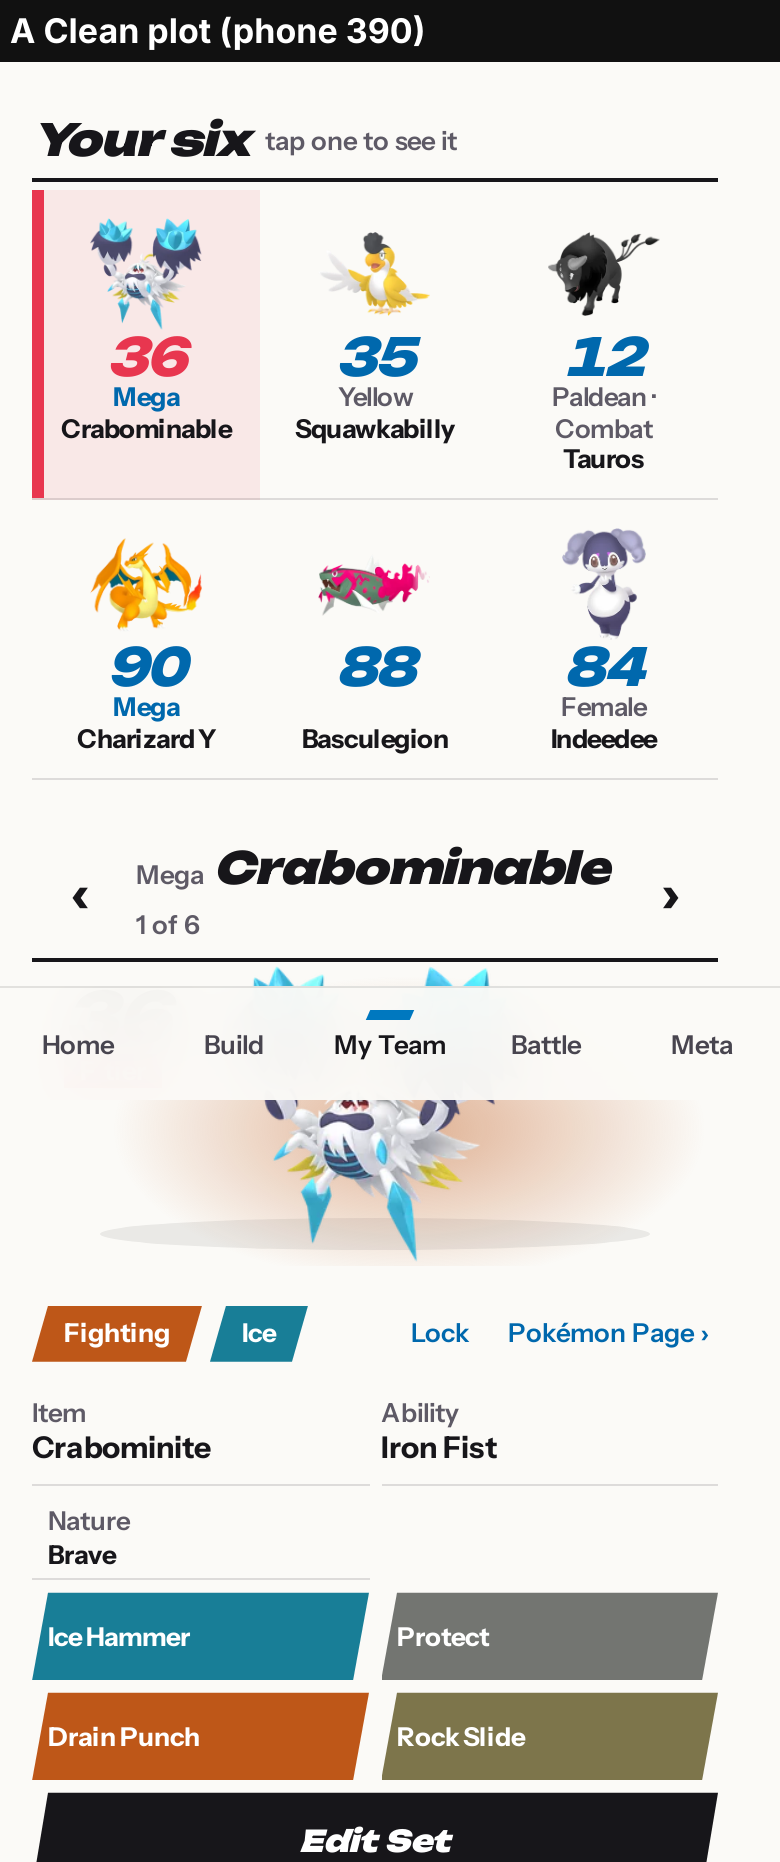 A Clean plot (phone 390)
Your six tap one to see it
36 35 12
Mega Yellow Paldean ·
Crabominable Squawkabilly Combat
Tauros
90 88 84
Mega Female
Charizard Y Basculegion Indeedee
‹ Mega Crabominable ›
1 of 6
Home Build My Team Battle Meta
Fighting Ice Lock Pokémon Page ›
Item Ability
Crabominite Iron Fist
Nature
Brave
Ice Hammer Protect
Drain Punch Rock Slide
Edit Set